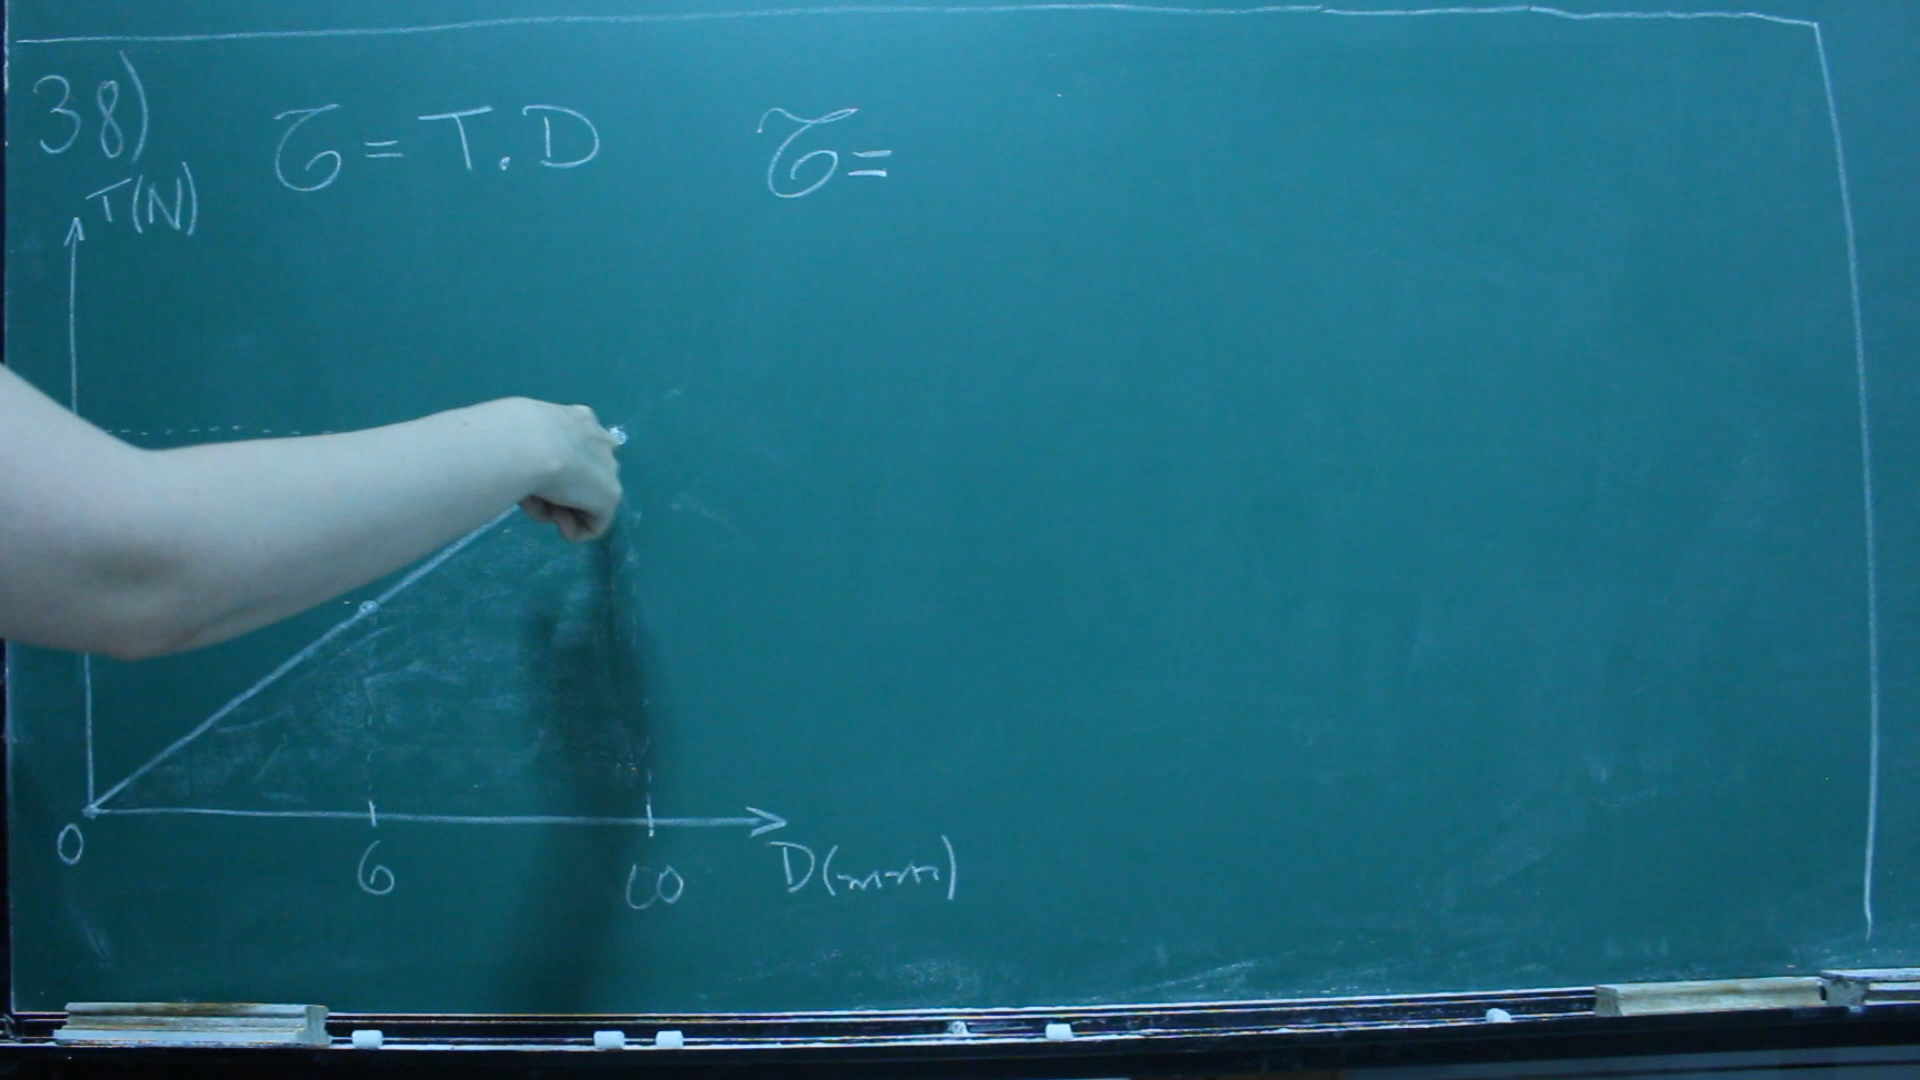 38)
𝒯 = T.D
𝒯 =
T(N)
0
6
10
D(mm)